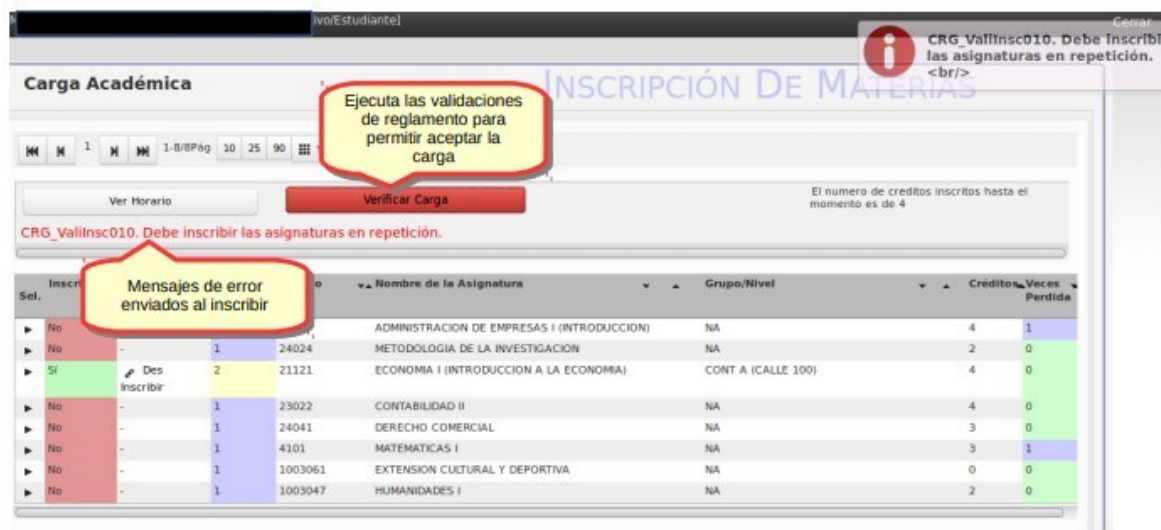 ivo/Estudiante]
Cerrar
CRG_ValiInsc010. Debe inscribi
las asignaturas en repetición.
<br/>
Carga Académica
INSCRIPCIÓN DE MATERIAS
Ejecuta las validaciones
de reglamento para
permitir aceptar la
carga
1 1-8/8Pág 10 25 90
Ver Horario Verificar Carga El numero de creditos inscritos hasta el
momento es de 4
CRG_ValiInsc010. Debe inscribir las asignaturas en repetición.
Mensajes de error
enviados al inscribir
Sel. Inscri o Nombre de la Asignatura Grupo/Nivel Créditos Veces
Perdida
No ADMINISTRACION DE EMPRESAS I (INTRODUCCION) NA 4 1
No - 1 24024 METODOLOGIA DE LA INVESTIGACION NA 2 0
Sí Des 2 21121 ECONOMIA I (INTRODUCCION A LA ECONOMIA) CONT A (CALLE 100) 4 0
Inscribir
No - 1 23022 CONTABILIDAD II NA 4 0
No - 1 24041 DERECHO COMERCIAL NA 3 0
No - 1 4101 MATEMATICAS I NA 3 1
No - 1 1003061 EXTENSION CULTURAL Y DEPORTIVA NA 0 0
No - 1 1003047 HUMANIDADES I NA 2 0